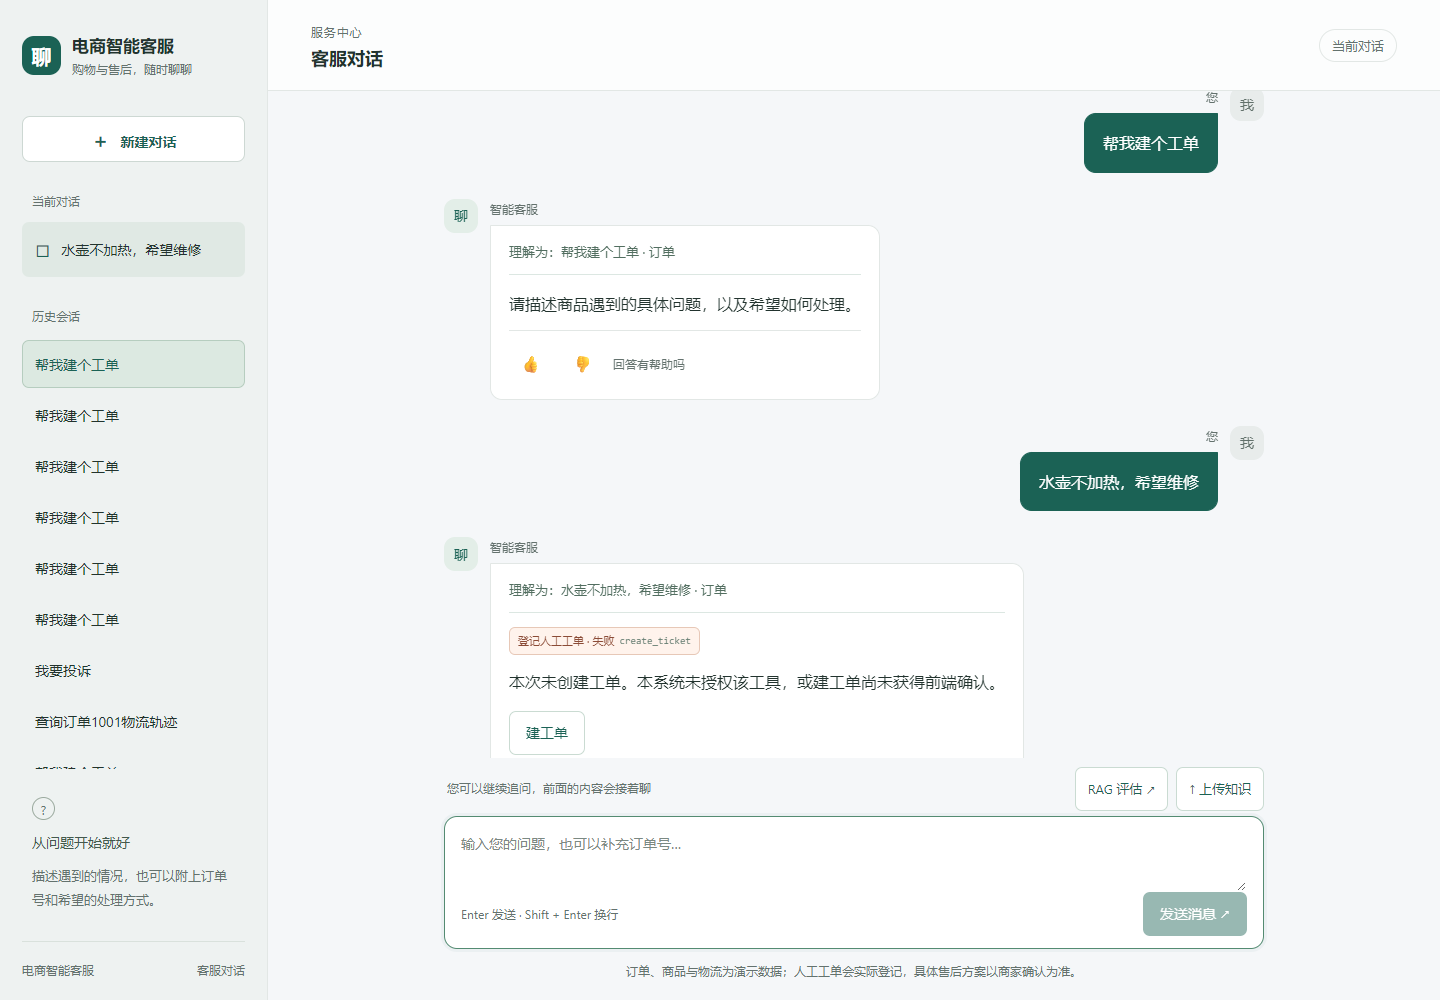 聊
电商智能客服
购物与售后，随时聊聊
+ 新建对话
当前对话
水壶不加热，希望维修
历史会话
帮我建个工单
帮我建个工单
帮我建个工单
帮我建个工单
帮我建个工单
帮我建个工单
我要投诉
查询订单1001物流轨迹
?
从问题开始就好
描述遇到的情况，也可以附上订单
号和希望的处理方式。
电商智能客服
客服对话
服务中心
客服对话
当前对话
您
我
帮我建个工单
聊
智能客服
理解为：帮我建个工单 · 订单
请描述商品遇到的具体问题，以及希望如何处理。
回答有帮助吗
您
我
水壶不加热，希望维修
聊
智能客服
理解为：水壶不加热，希望维修 · 订单
登记人工工单 · 失败 create_ticket
本次未创建工单。本系统未授权该工具，或建工单尚未获得前端确认。
建工单
您可以继续追问，前面的内容会接着聊
RAG 评估 ↗
↑ 上传知识
输入您的问题，也可以补充订单号...
Enter 发送 · Shift + Enter 换行
发送消息 ↗
订单、商品与物流为演示数据；人工工单会实际登记，具体售后方案以商家确认为准。